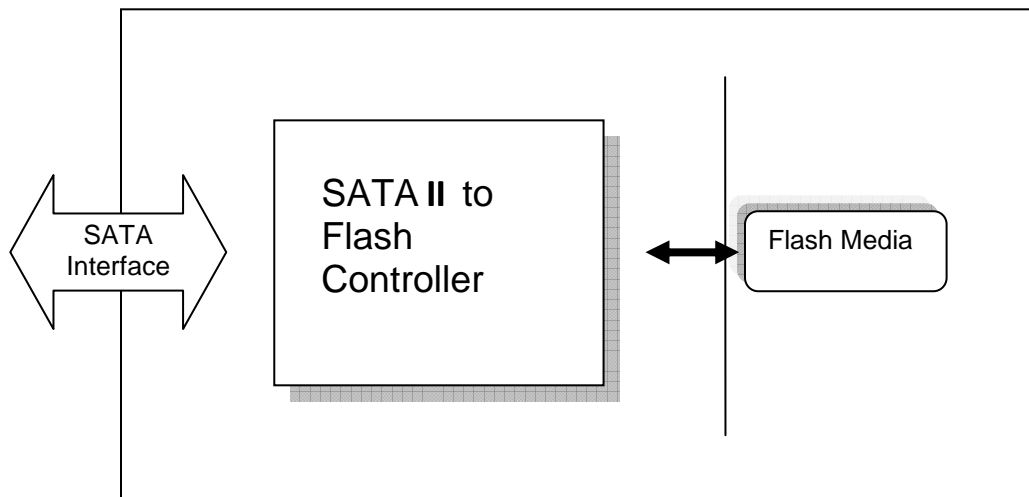 SATA
Interface
SATA II to
Flash
Controller
Flash Media